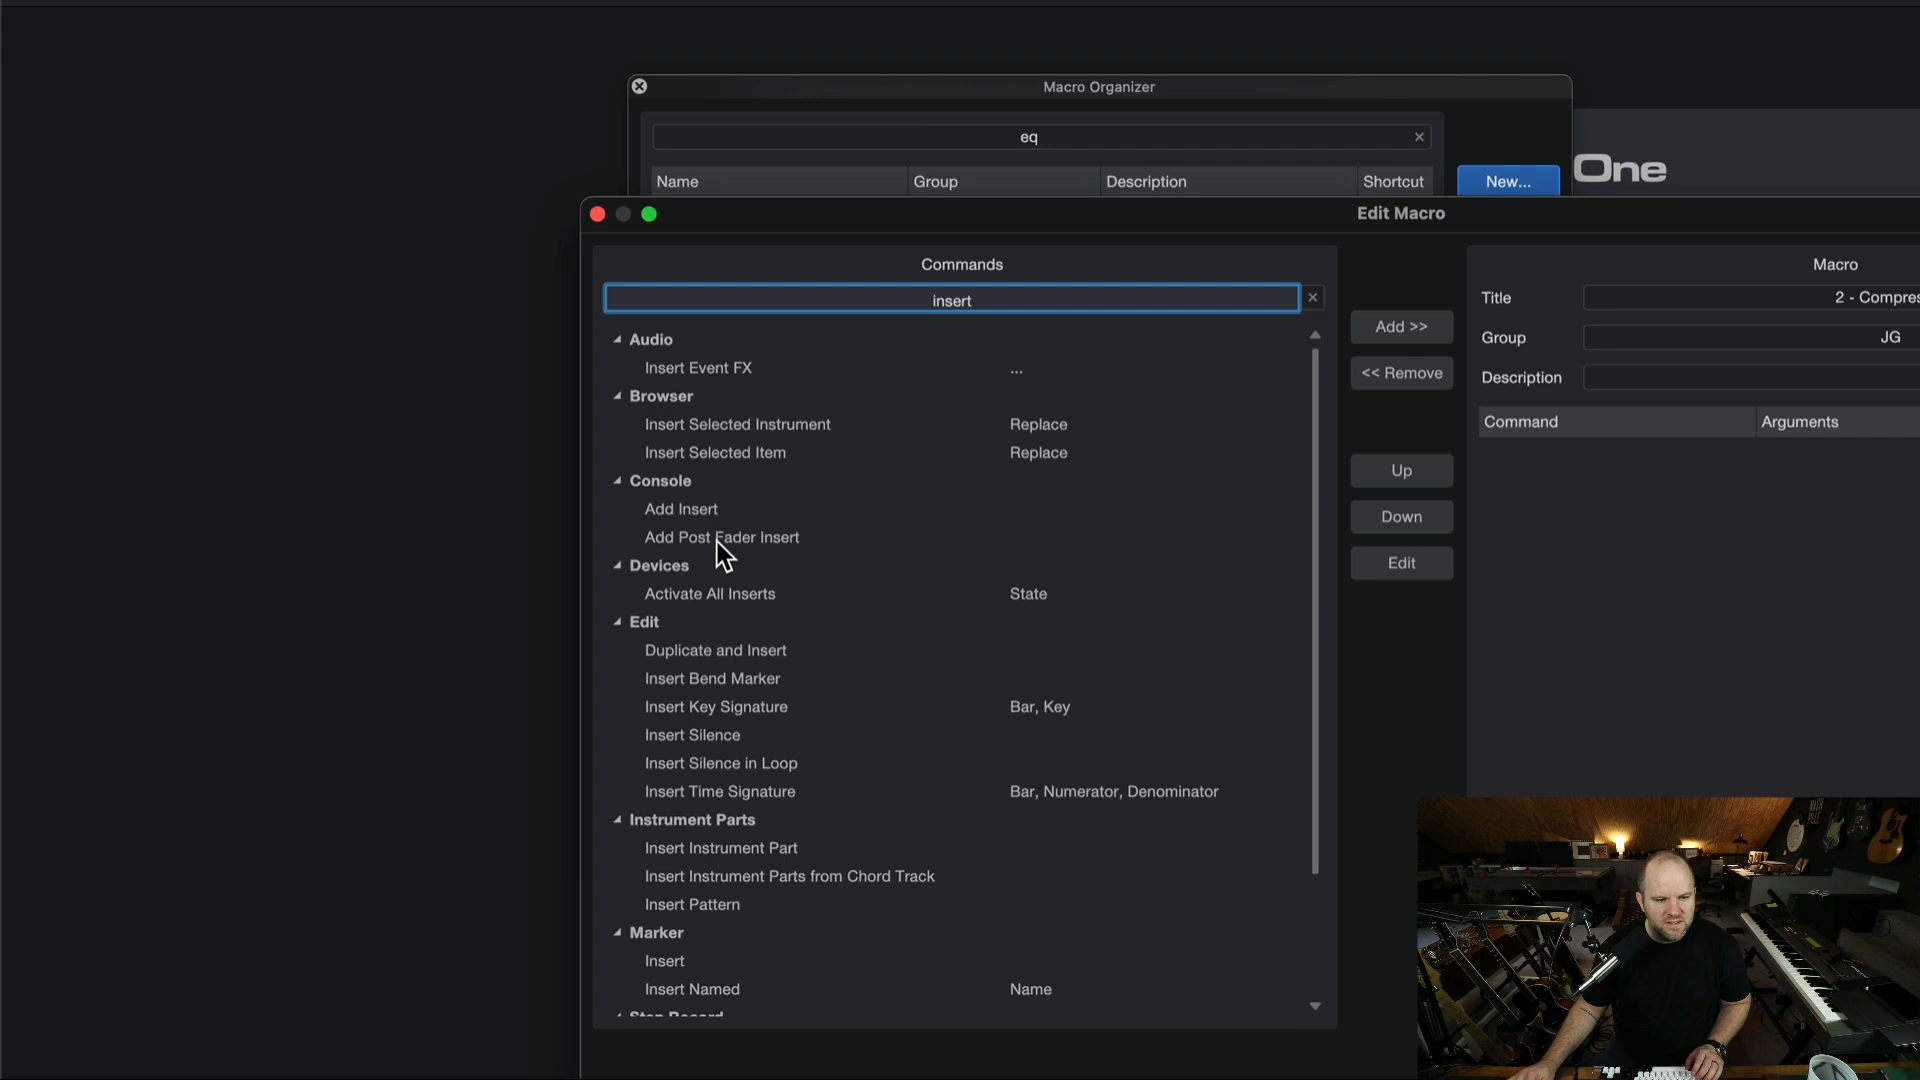 Macro Organizer
eq
Name Group Description Shortcut
New...
One
Edit Macro
Commands
insert
Audio
Insert Event FX ...
Browser
Insert Selected Instrument Replace
Insert Selected Item Replace
Console
Add Insert
Add Post Fader Insert
Devices
Activate All Inserts State
Edit
Duplicate and Insert
Insert Bend Marker
Insert Key Signature Bar, Key
Insert Silence
Insert Silence in Loop
Insert Time Signature Bar, Numerator, Denominator
Instrument Parts
Insert Instrument Part
Insert Instrument Parts from Chord Track
Insert Pattern
Marker
Insert
Insert Named Name
Add >>
<< Remove
Up
Down
Edit
Macro
Title 2 - Compres
Group JG
Description
Command Arguments